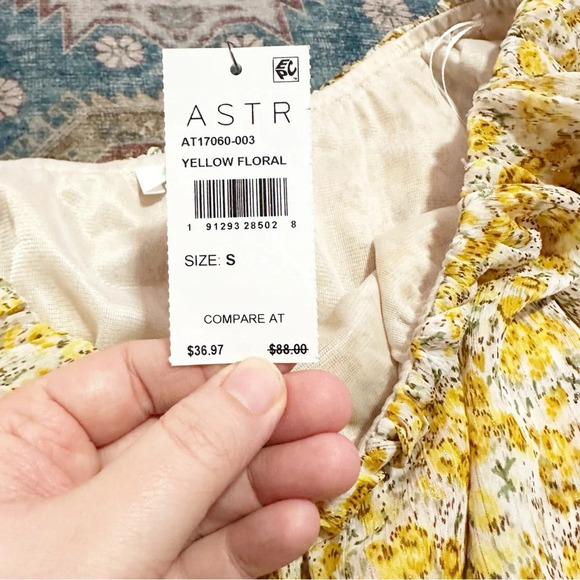 ASTR
AT17060-003
YELLOW FLORAL
1 91293 28502 8
SIZE: S
COMPARE AT
$36.97 $88.00